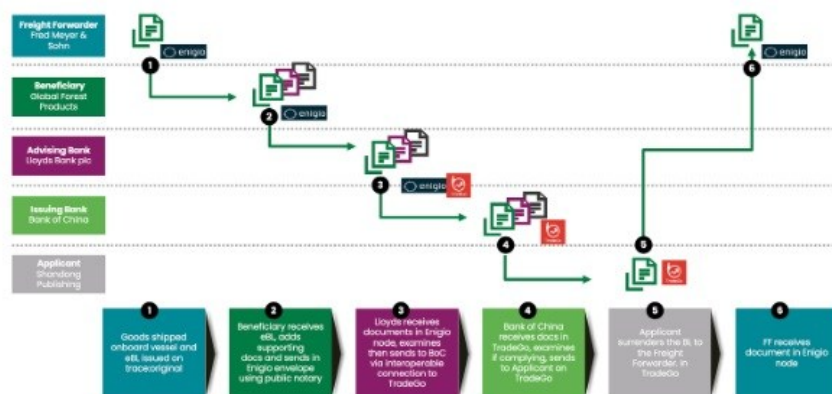 Freight Forwarder
Fred Meyer &
Sohn
enigio
enigio
1
6
Beneficiary
Global Forest
Products
2
enigio
Advising Bank
Lloyds Bank plc
3
enigio
Issuing Bank
Bank of China
4
5
Applicant
Shandong
Publishing
1
Goods shipped
onboard vessel and
eBL issued on
trace:original
2
Beneficiary receives
eBL, adds
supporting
docs and sends in
Enigio envelope
using public notary
3
Lloyds receives
documents in Enigio
node, examines
then sends to BoC
via interoperable
connection to
TradeGo
4
Bank of China
receives docs in
TradeGo, examines
if complying, sends
to Applicant on
TradeGo
5
Applicant
surrenders the BL to
the Freight
Forwarder, in
TradeGo
6
FF receives
document in Enigio
node